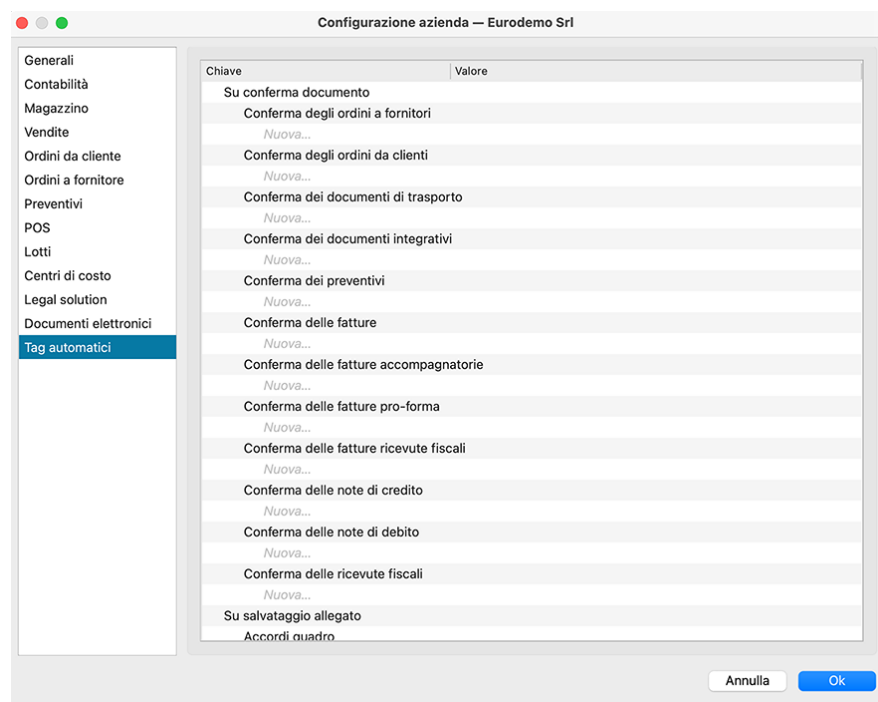 Configurazione azienda — Eurodemo Srl
Generali
Contabilità
Magazzino
Vendite
Ordini da cliente
Ordini a fornitore
Preventivi
POS
Lotti
Centri di costo
Legal solution
Documenti elettronici
Tag automatici
Chiave Valore
Su conferma documento
Conferma degli ordini a fornitori
Nuova...
Conferma degli ordini da clienti
Nuova...
Conferma dei documenti di trasporto
Nuova...
Conferma dei documenti integrativi
Nuova...
Conferma dei preventivi
Nuova...
Conferma delle fatture
Nuova...
Conferma delle fatture accompagnatorie
Nuova...
Conferma delle fatture pro-forma
Nuova...
Conferma delle fatture ricevute fiscali
Nuova...
Conferma delle note di credito
Nuova...
Conferma delle note di debito
Nuova...
Conferma delle ricevute fiscali
Nuova...
Su salvataggio allegato
Accordi quadro
Annulla Ok